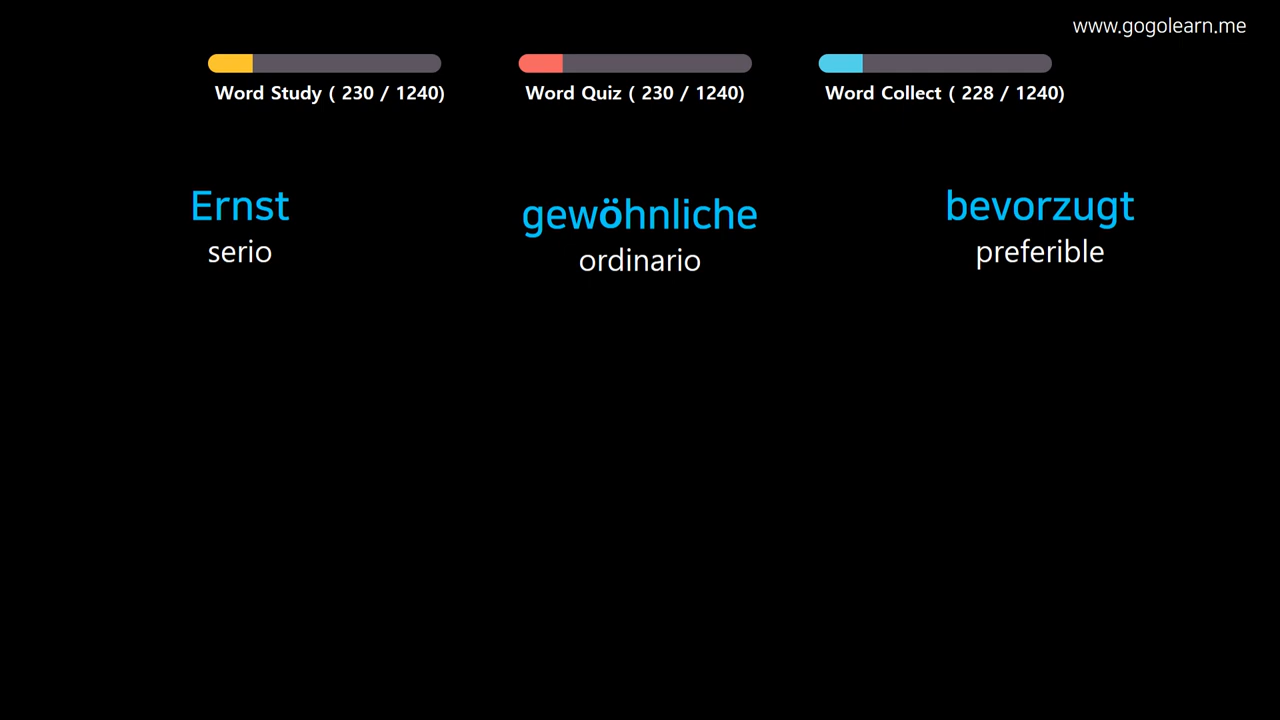 www.gogolearn.me
Word Study ( 230 / 1240)
Word Quiz ( 230 / 1240)
Word Collect ( 228 / 1240)
Ernst
serio
gewöhnliche
ordinario
bevorzugt
preferible